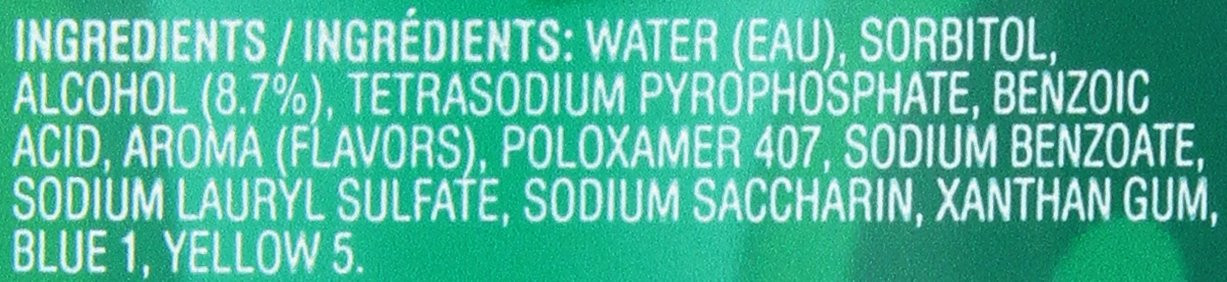 INGREDIENTS / INGRÉDIENTS: WATER (EAU), SORBITOL,
ALCOHOL (8.7%), TETRASODIUM PYROPHOSPHATE, BENZOIC
ACID, AROMA (FLAVORS), POLOXAMER 407, SODIUM BENZOATE,
SODIUM LAURYL SULFATE, SODIUM SACCHARIN, XANTHAN GUM,
BLUE 1, YELLOW 5.